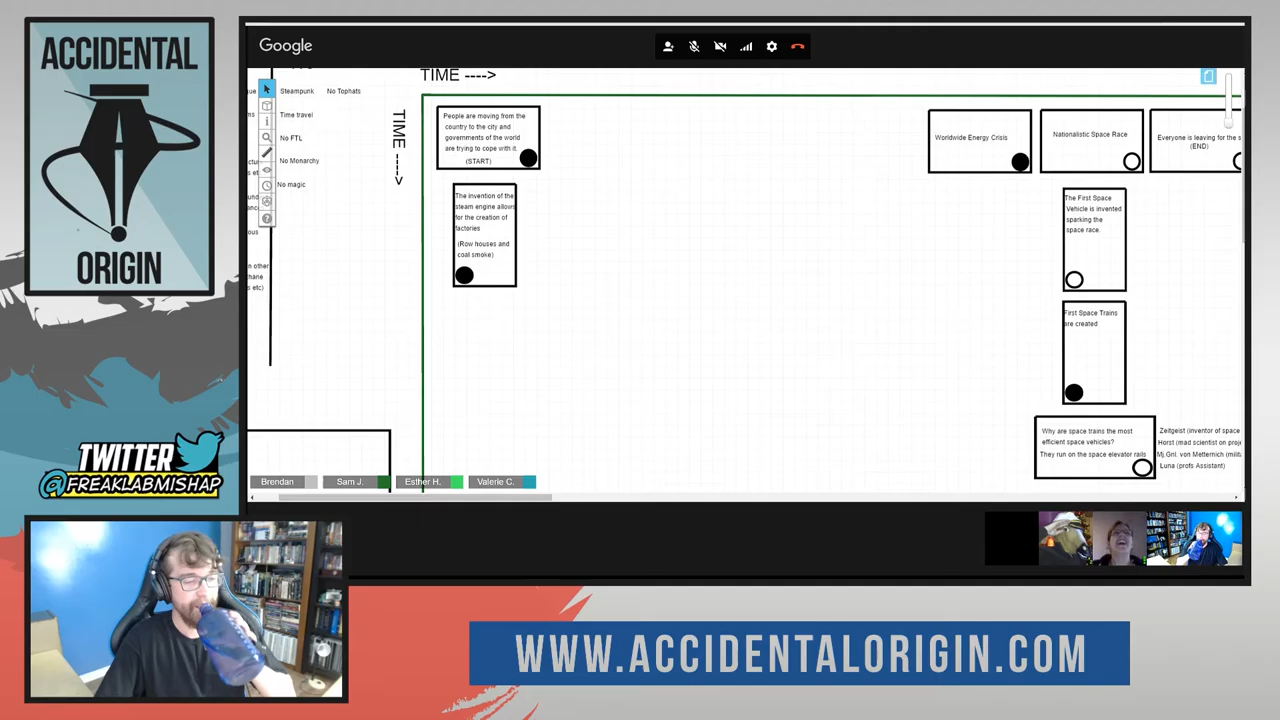 ACCIDENTAL
ORIGIN
TWITTER
@FREAKLABMISHAP
Google
TIME ---->
TIME ---->
Steampunk
No Tophats
Time travel
No FTL
No Monarchy
No magic
etc)
People are moving from the
country to the city and
governments of the world
are trying to cope with it.
(START)
The invention of the
steam engine allows
for the creation of
factories
(Row houses and
coal smoke)
Worldwide Energy Crisis
Nationalistic Space Race
Everyone is leaving for the s
(END)
The First Space
Vehicle is invented
sparking the
space race.
First Space Trains
are created
Why are space trains the most
efficient space vehicles?
They run on the space elevator rails
Zeitgeist (inventor of space
Horst (mad scientist on proje
Mj.Gnl. von Metternich (milit
Luna (profs Assistant)
Brendan
Sam J.
Esther H.
Valerie C.
WWW.ACCIDENTALORIGIN.COM